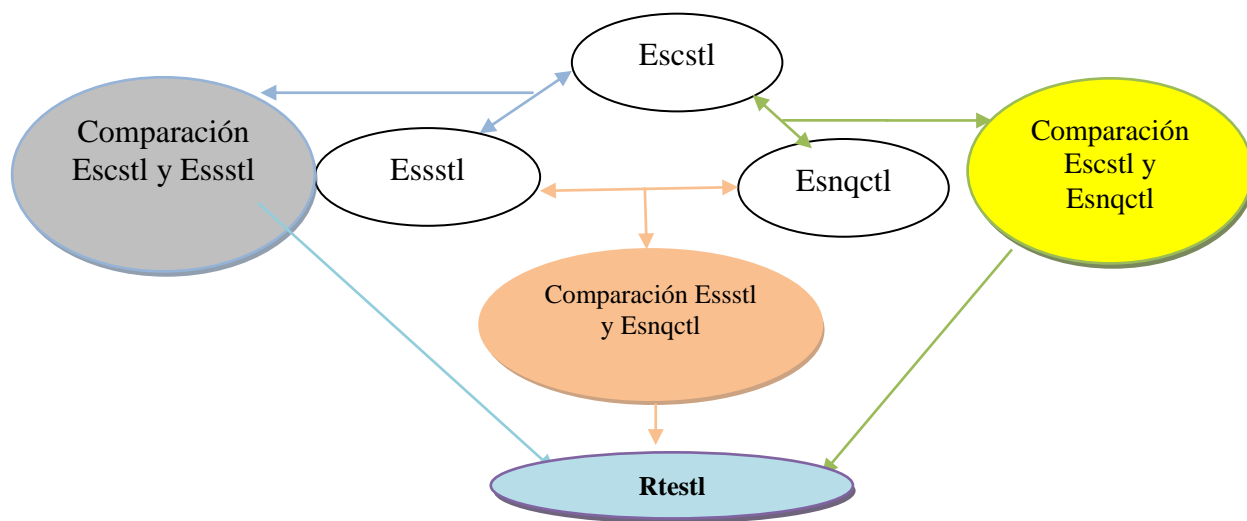 Escstl
Comparación
Escstl y Essstl
Essstl
Esnqctl
Comparación
Escstl y
Esnqctl
Comparación Essstl
y Esnqctl
Rtestl